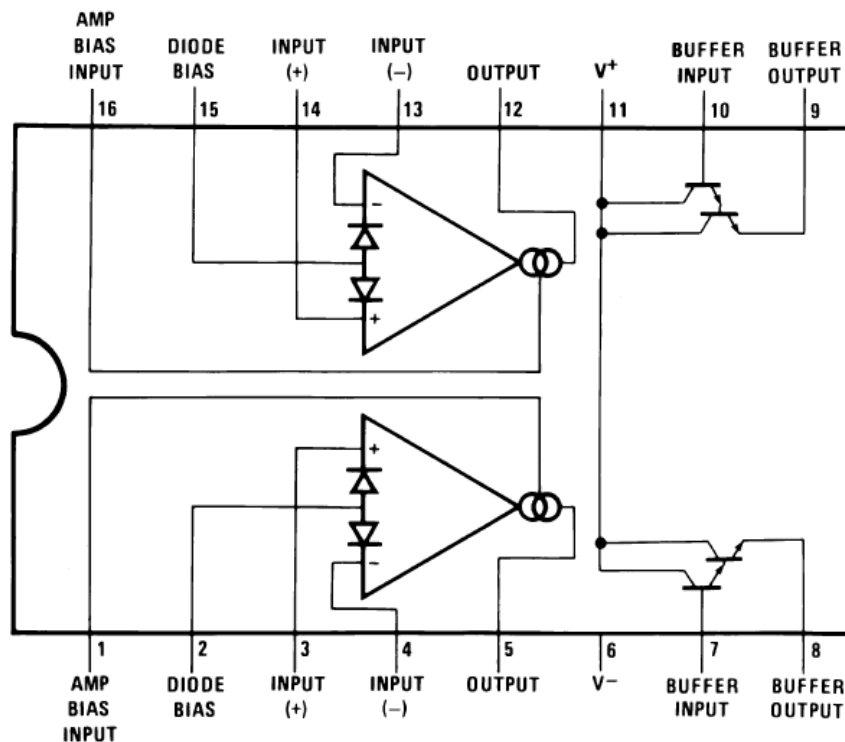 AMP
BIAS
INPUT
DIODE
BIAS
INPUT
(+)
INPUT
(−)
OUTPUT
V+
BUFFER
INPUT
BUFFER
OUTPUT
16
15
14
13
12
11
10
9
−
+
+
−
1
2
3
4
5
6
7
8
AMP
BIAS
INPUT
DIODE
BIAS
INPUT
(+)
INPUT
(−)
OUTPUT
V−
BUFFER
INPUT
BUFFER
OUTPUT